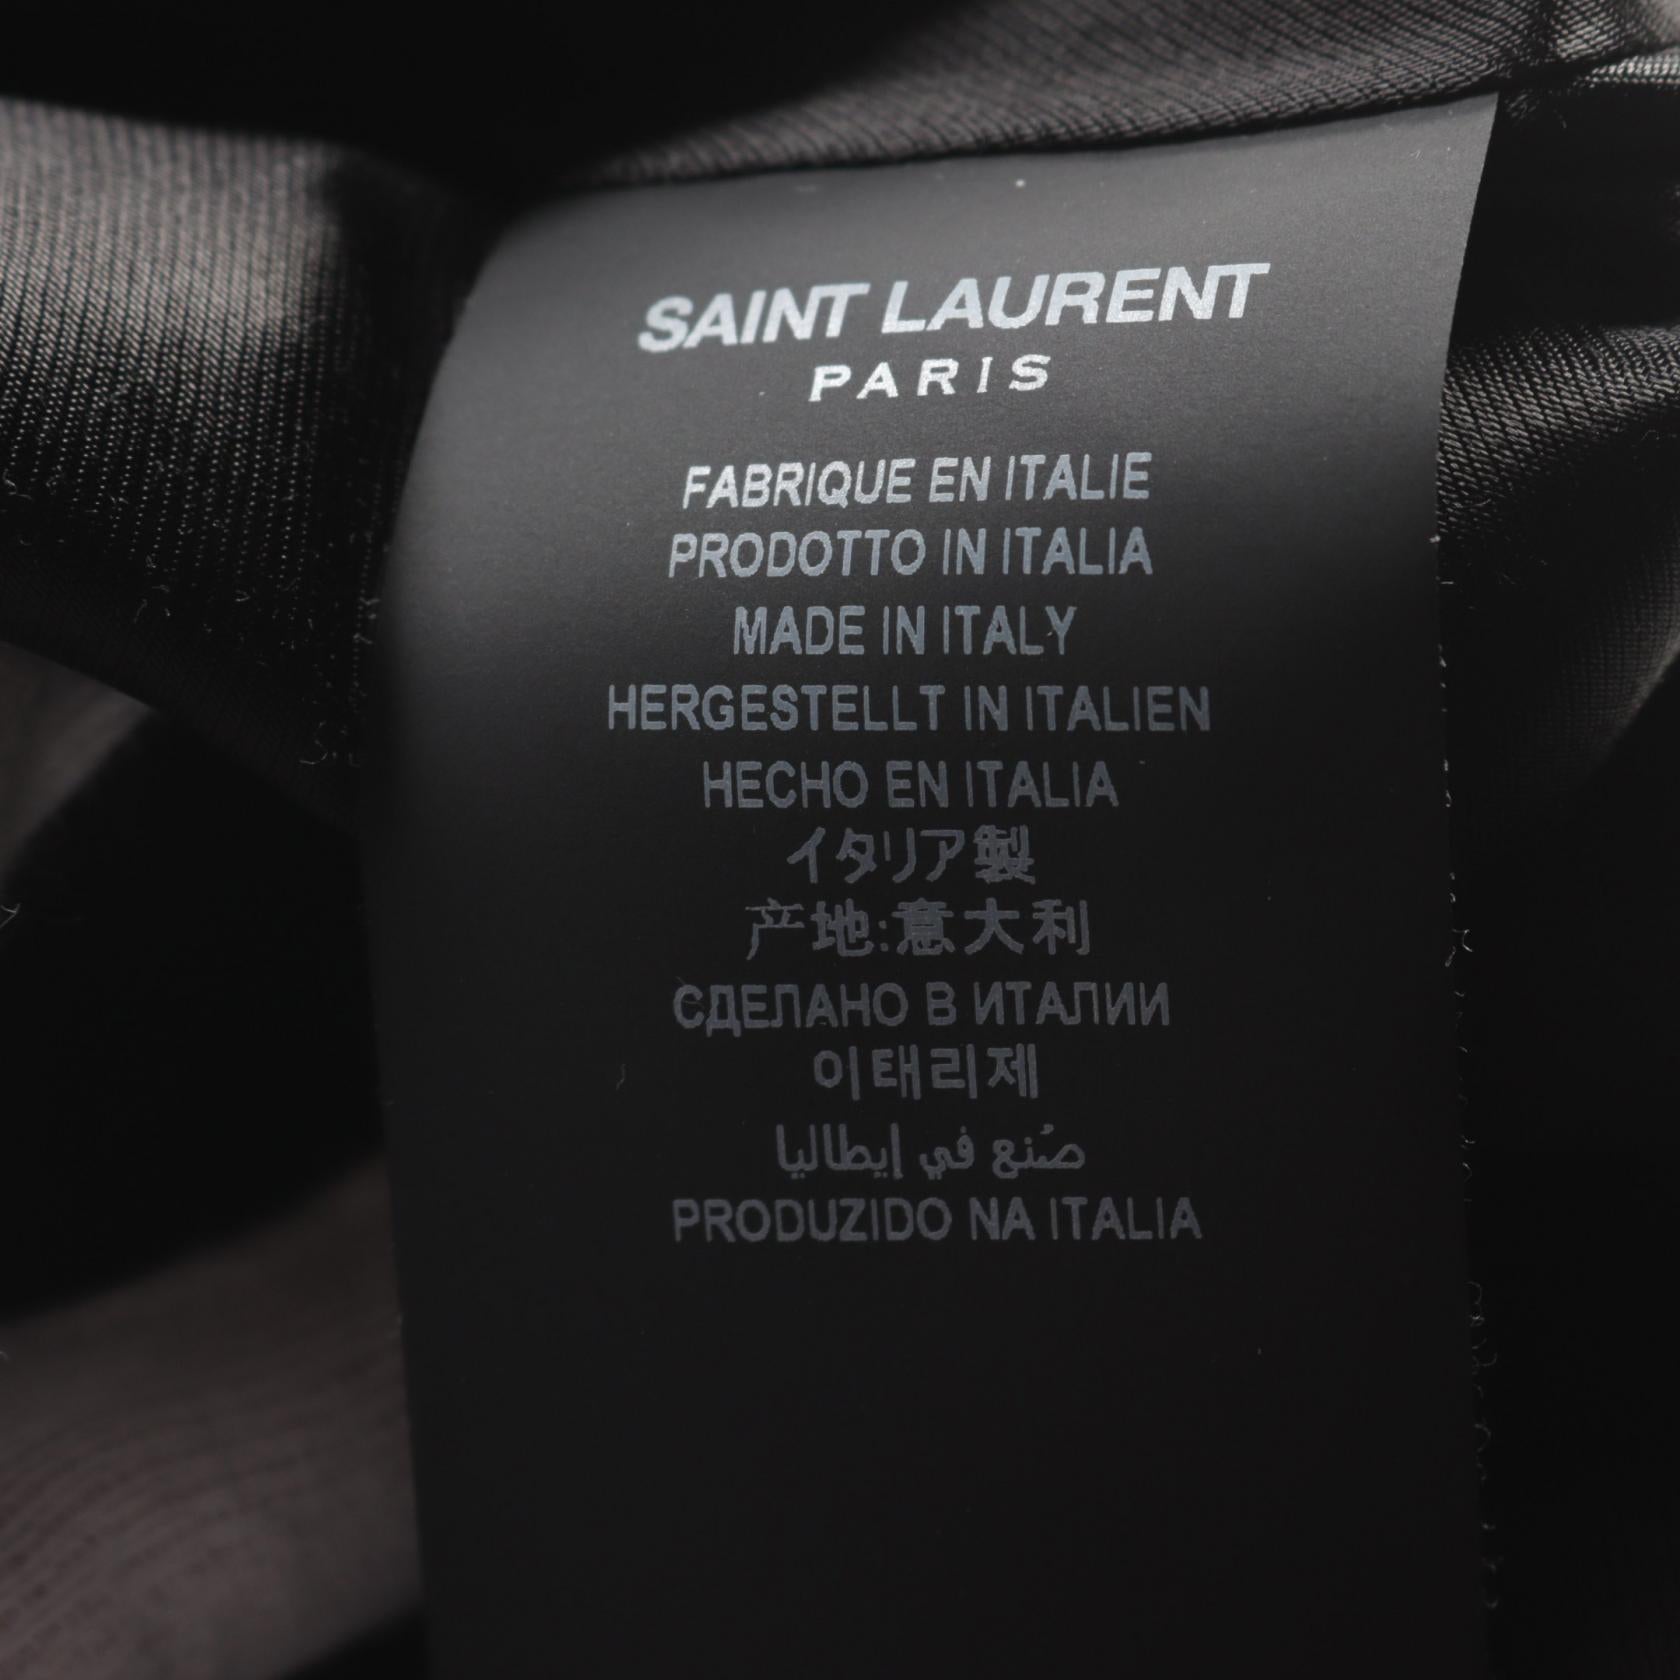 SAINT LAURENT
PARIS
FABRIQUE EN ITALIE
PRODOTTO IN ITALIA
MADE IN ITALY
HERGESTELLT IN ITALIEN
HECHO EN ITALIA
イタリア製
产地:意大利
СДЕЛАНО В ИТАЛИИ
이태리제
صُنع في إيطاليا
PRODUZIDO NA ITALIA